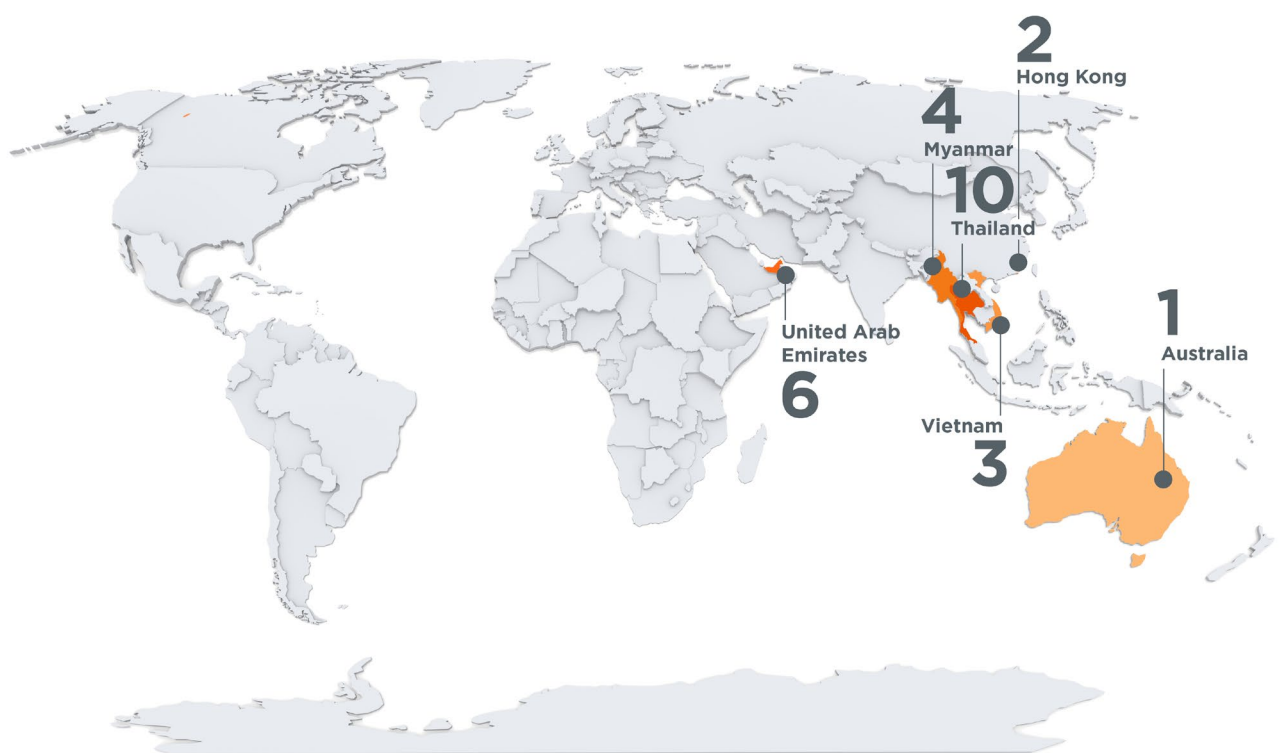 2
Hong Kong
4
Myanmar
10
Thailand
United Arab
Emirates
6
1
Australia
Vietnam
3